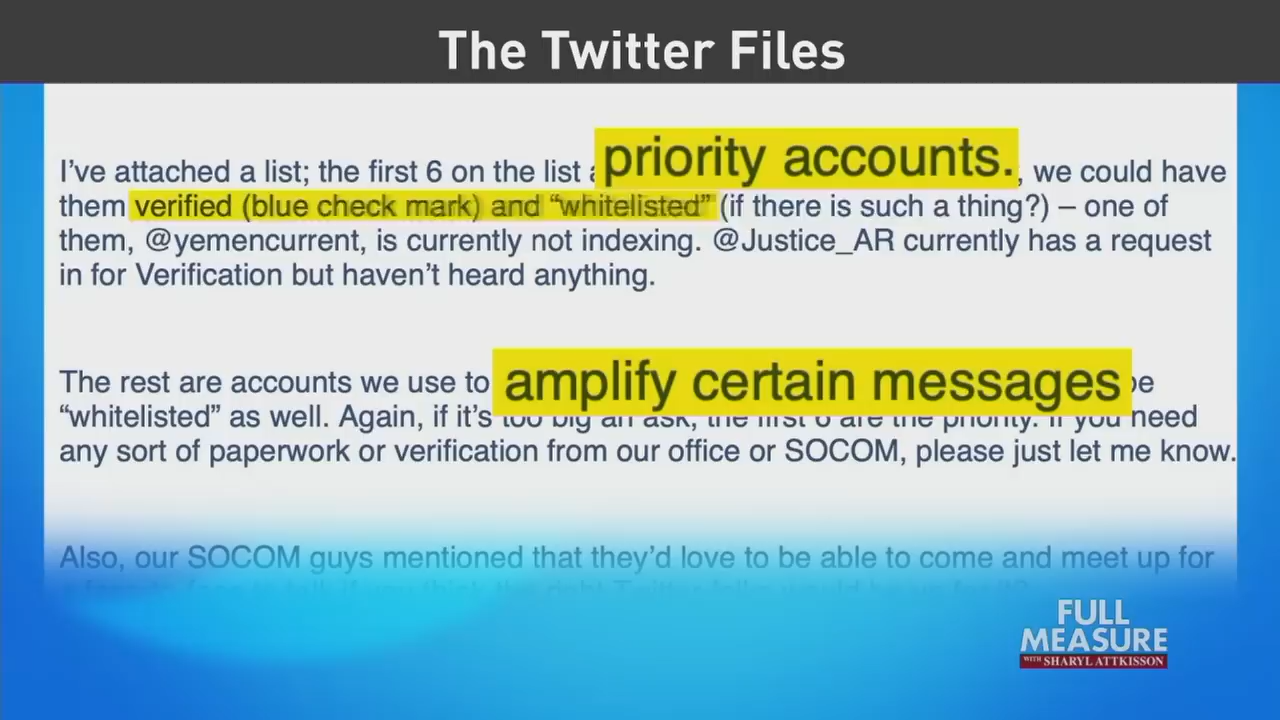 The Twitter Files
I’ve attached a list; the first 6 on the list priority accounts. , we could have
them verified (blue check mark) and “whitelisted” (if there is such a thing?) – one of
them, @yemencurrent, is currently not indexing. @Justice_AR currently has a request
in for Verification but haven’t heard anything.
The rest are accounts we use to amplify certain messages
“whitelisted” as well. Again, if it’s too big an ask, the first 6 are the priority. If you need
any sort of paperwork or verification from our office or SOCOM, please just let me know.
Also, our SOCOM guys mentioned that they’d love to be able to come and meet up for
FULL
MEASURE
WITH SHARYL ATTKISSON